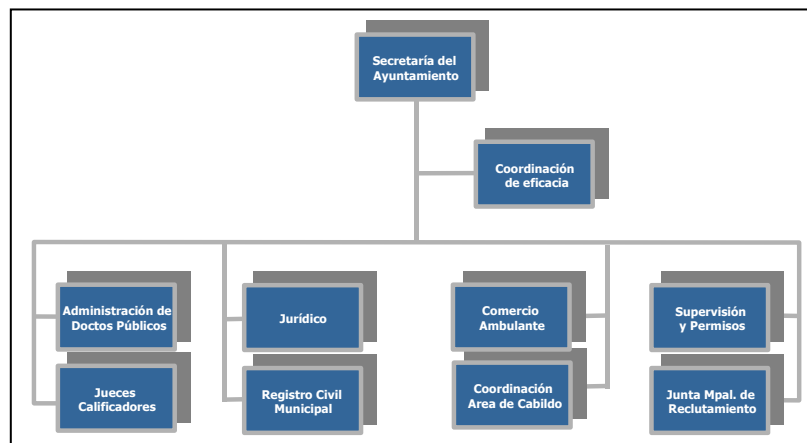 Secretaría del
Ayuntamiento
Coordinación
de eficacia
Administración de
Doctos Públicos
Jurídico
Comercio
Ambulante
Supervisión
y Permisos
Jueces
Calificadores
Registro Civil
Municipal
Coordinación
Area de Cabildo
Junta Mpal. de
Reclutamiento